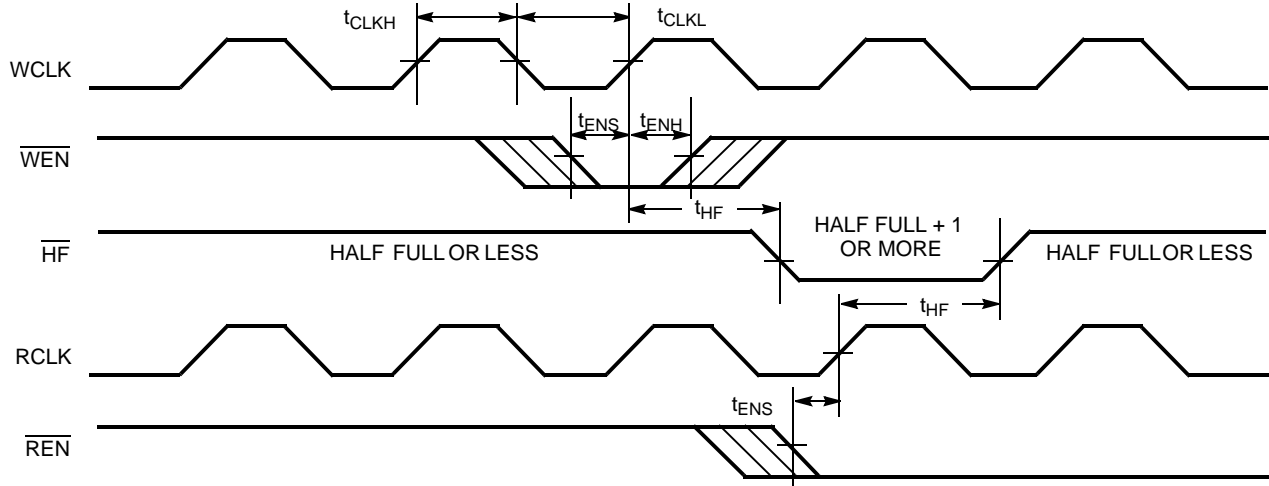 tCLKH tCLKL
WCLK
tENS tENH
WEN
tHF
HALF FULL + 1
OR MORE
HF
HALF FULL OR LESS
HALF FULL OR LESS
tHF
RCLK
tENS
REN